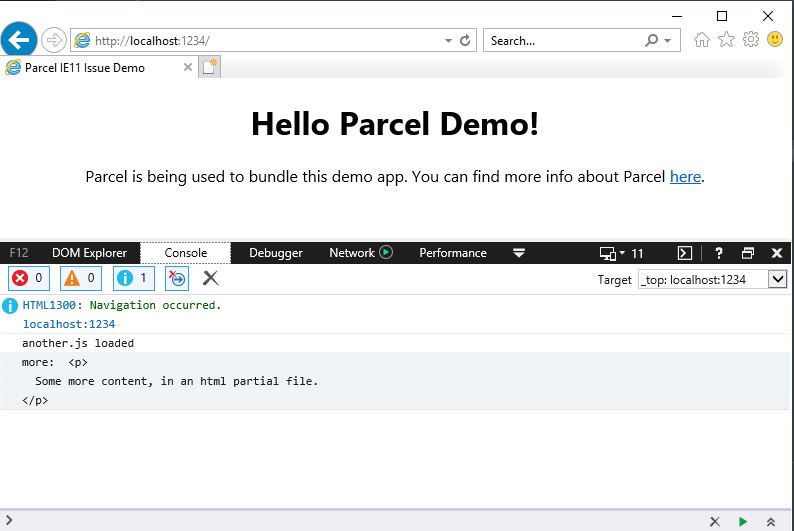 http://localhost:1234/
Search...
Parcel IE11 Issue Demo
Hello Parcel Demo!
Parcel is being used to bundle this demo app. You can find more info about Parcel here.
F12 DOM Explorer Console Debugger Network Performance 11 ?
0 0 1 Target _top: localhost:1234
HTML1300: Navigation occurred.
localhost:1234
another.js loaded
more:  <p>
  Some more content, in an html partial file.
</p>